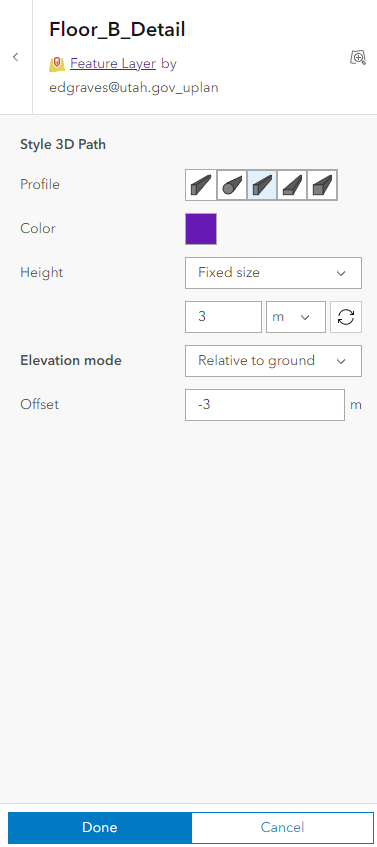 Floor_B_Detail
Feature Layer by
edgraves@utah.gov_uplan
Style 3D Path
Profile
Color
Height
Fixed size
3
m
Elevation mode
Relative to ground
Offset
-3
m
Done
Cancel